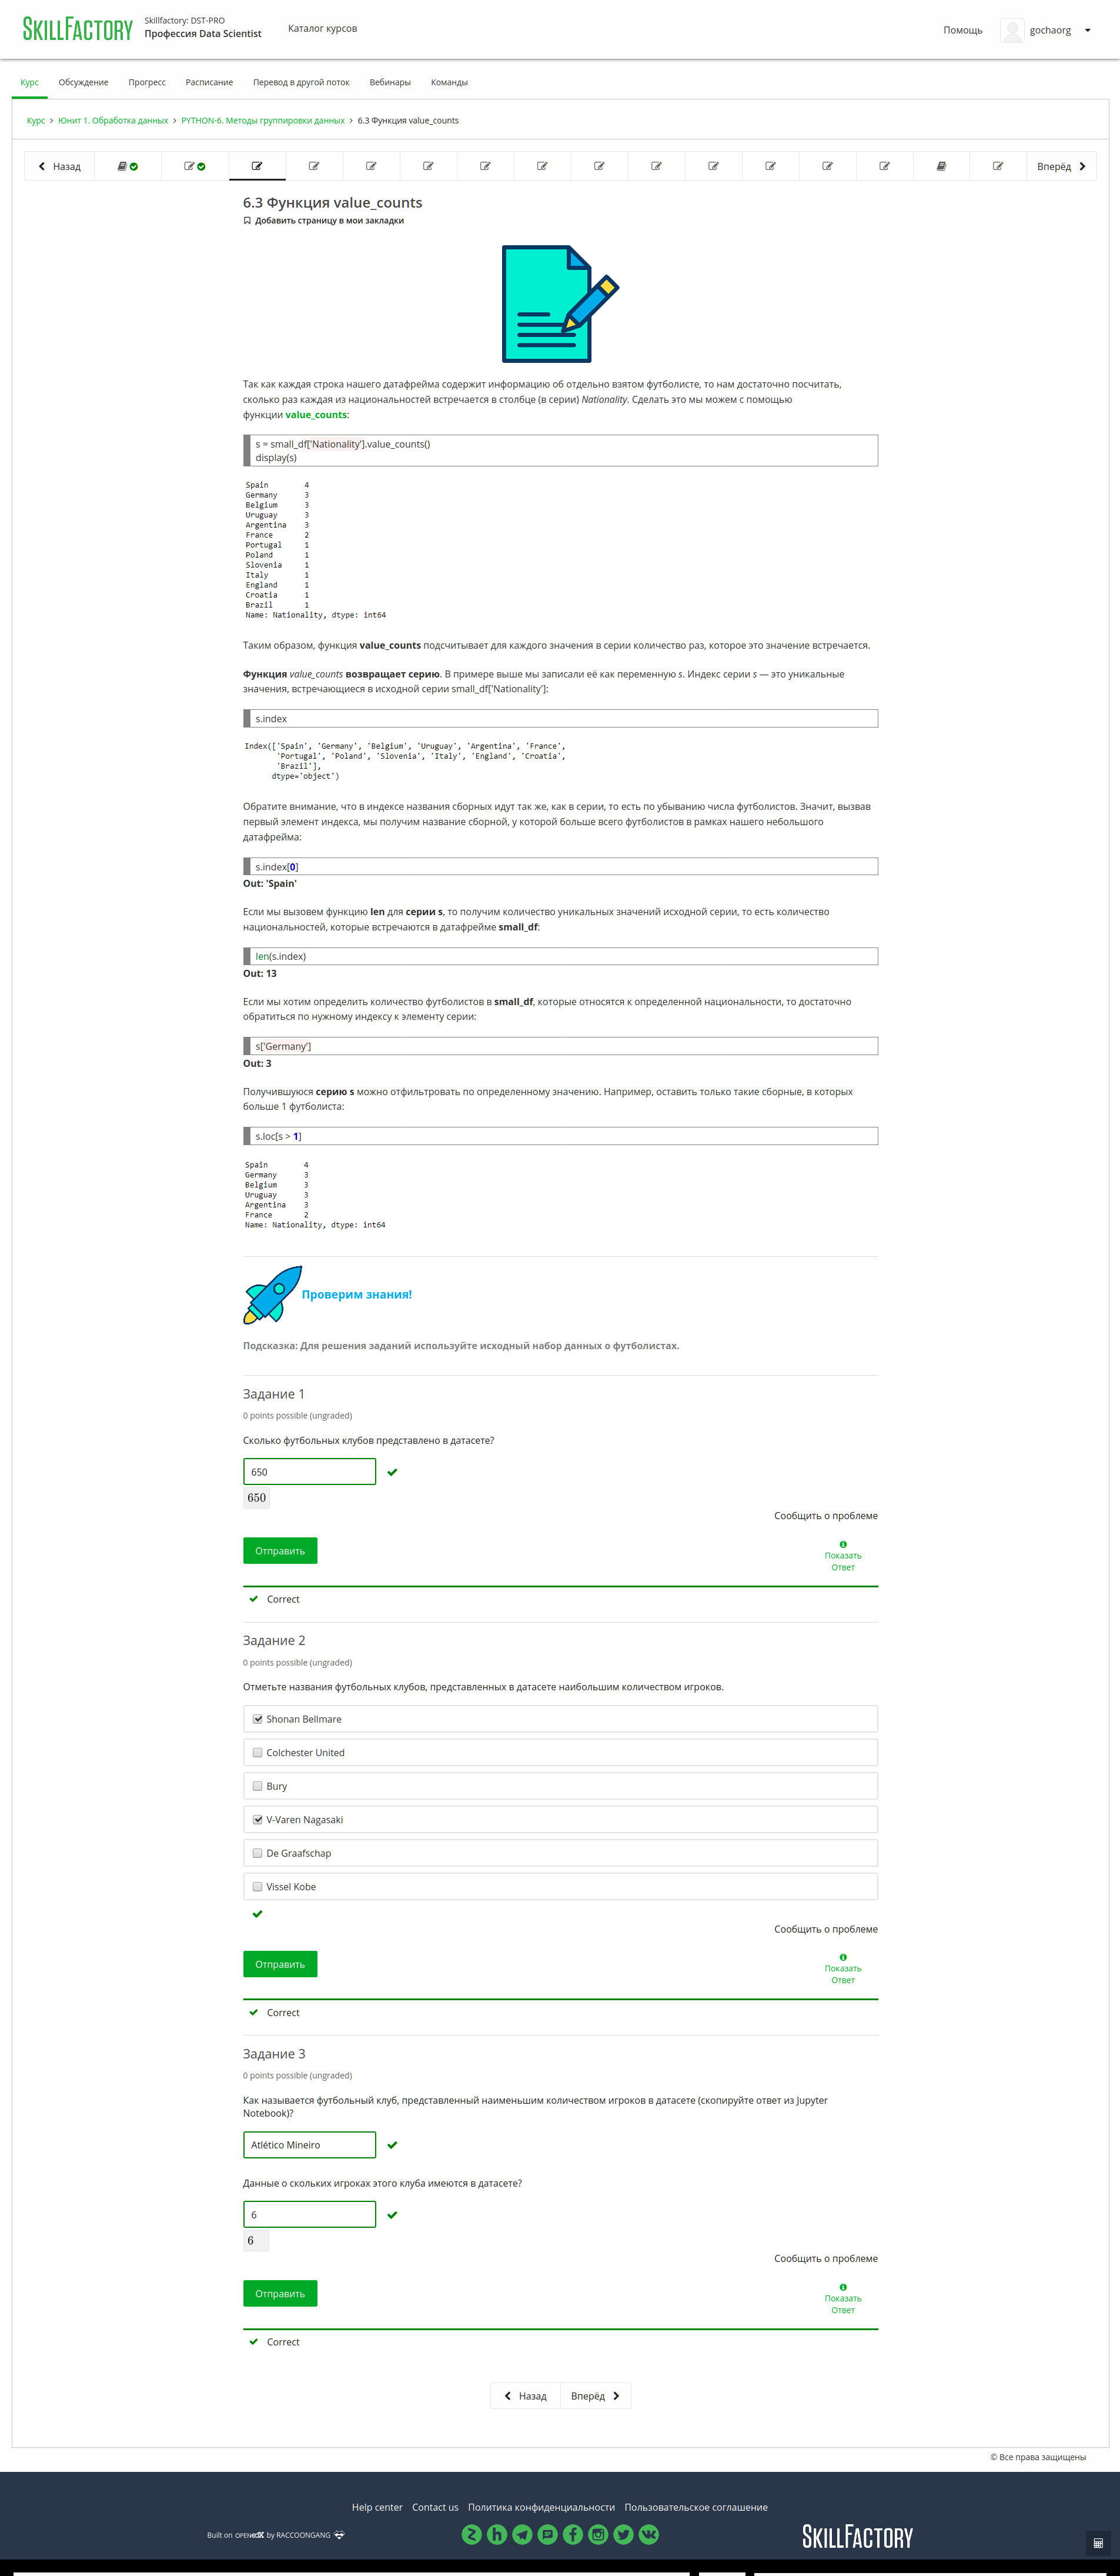 SKILLFACTORY
Skillfactory: DST-PRO
Профессия Data Scientist
Каталог курсов
Помощь
gochaorg
Курс
Обсуждение
Прогресс
Расписание
Перевод в другой поток
Вебинары
Команды
Курс > Юнит 1. Обработка данных > PYTHON-6. Методы группировки данных > 6.3 Функция value_counts
Назад
Вперёд
6.3 Функция value_counts
Добавить страницу в мои закладки
Так как каждая строка нашего датафрейма содержит информацию об отдельно взятом футболисте, то нам достаточно посчитать,
сколько раз каждая из национальностей встречается в столбце (в серии) Nationality. Сделать это мы можем с помощью
функции value_counts:
s = small_df['Nationality'].value_counts()
display(s)
Spain 4
Germany 3
Belgium 3
Uruguay 3
Argentina 3
France 2
Portugal 1
Poland 1
Slovenia 1
Italy 1
England 1
Croatia 1
Brazil 1
Name: Nationality, dtype: int64
Таким образом, функция value_counts подсчитывает для каждого значения в серии количество раз, которое это значение встречается.
Функция value_counts возвращает серию. В примере выше мы записали её как переменную s. Индекс серии s — это уникальные
значения, встречающиеся в исходной серии small_df['Nationality']:
s.index
Index(['Spain', 'Germany', 'Belgium', 'Uruguay', 'Argentina', 'France',
'Portugal', 'Poland', 'Slovenia', 'Italy', 'England', 'Croatia',
'Brazil'],
dtype='object')
Обратите внимание, что в индексе названия сборных идут так же, как в серии, то есть по убыванию числа футболистов. Значит, вызвав
первый элемент индекса, мы получим название сборной, у которой больше всего футболистов в рамках нашего небольшого
датафрейма:
s.index[0]
Out: 'Spain'
Если мы вызовем функцию len для серии s, то получим количество уникальных значений исходной серии, то есть количество
национальностей, которые встречаются в датафрейме small_df:
len(s.index)
Out: 13
Если мы хотим определить количество футболистов в small_df, которые относятся к определенной национальности, то достаточно
обратиться по нужному индексу к элементу серии:
s['Germany']
Out: 3
Получившуюся серию s можно отфильтровать по определенному значению. Например, оставить только такие сборные, в которых
больше 1 футболиста:
s.loc[s > 1]
Spain 4
Germany 3
Belgium 3
Uruguay 3
Argentina 3
France 2
Name: Nationality, dtype: int64
Проверим знания!
Подсказка: Для решения заданий используйте исходный набор данных о футболистах.
Задание 1
0 points possible (ungraded)
Сколько футбольных клубов представлено в датасете?
650
650
Сообщить о проблеме
Отправить
Показать
Ответ
Correct
Задание 2
0 points possible (ungraded)
Отметьте названия футбольных клубов, представленных в датасете наибольшим количеством игроков.
Shonan Bellmare
Colchester United
Bury
V-Varen Nagasaki
De Graafschap
Vissel Kobe
Сообщить о проблеме
Отправить
Показать
Ответ
Correct
Задание 3
0 points possible (ungraded)
Как называется футбольный клуб, представленный наименьшим количеством игроков в датасете (скопируйте ответ из Jupyter
Notebook)?
Atlético Mineiro
Данные о скольких игроках этого клуба имеются в датасете?
6
6
Сообщить о проблеме
Отправить
Показать
Ответ
Correct
Назад
Вперёд
© Все права защищены
Help center
Contact us
Политика конфиденциальности
Пользовательское соглашение
Built on OPENedX by RACCOONGANG
SKILLFACTORY